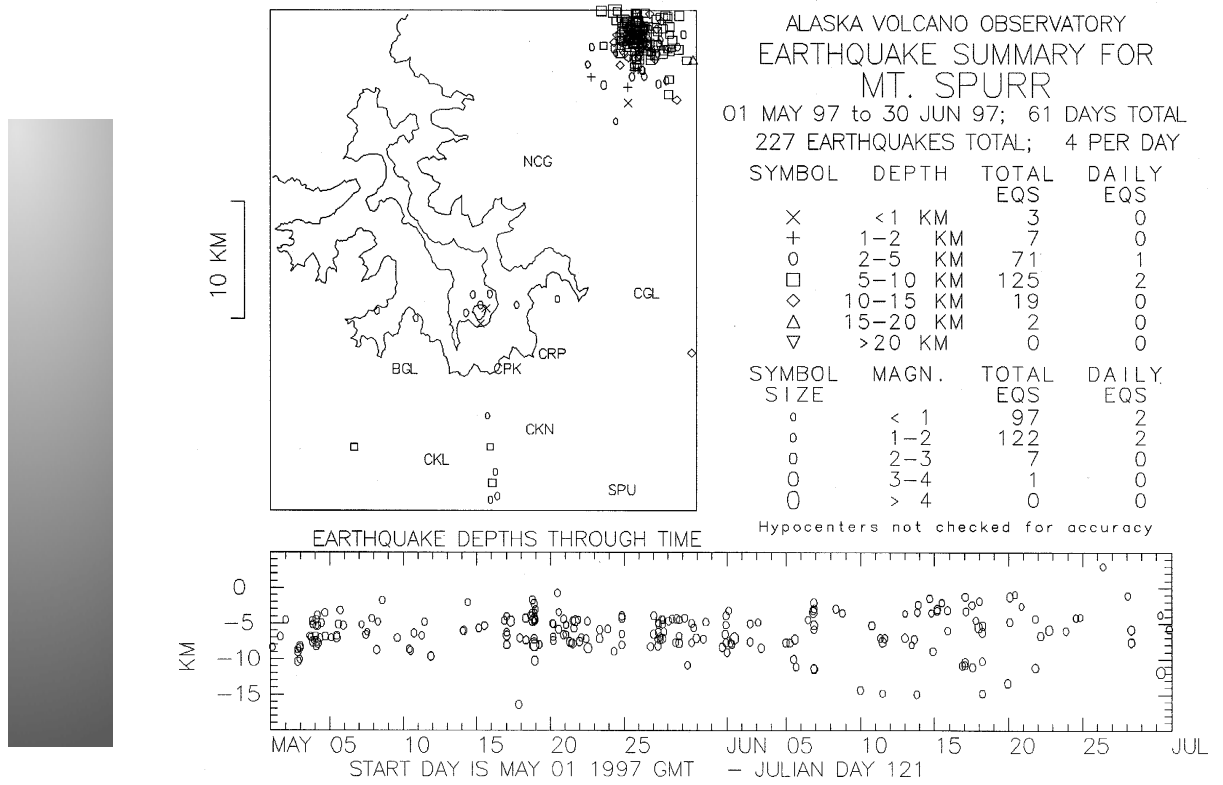 ALASKA VOLCANO OBSERVATORY
EARTHQUAKE SUMMARY FOR
MT. SPURR
01 MAY 97 to 30 JUN 97; 61 DAYS TOTAL
227 EARTHQUAKES TOTAL; 4 PER DAY
SYMBOL DEPTH TOTAL DAILY
EQS EQS
× <1 KM 3 0
+ 1-2 KM 7 0
○ 2-5 KM 71 1
□ 5-10 KM 125 2
◇ 10-15 KM 19 0
△ 15-20 KM 2 0
▽ >20 KM 0 0
SYMBOL MAGN. TOTAL DAILY
SIZE EQS EQS
< 1 97 2
1-2 122 2
2-3 7 0
3-4 1 0
> 4 0 0
Hypocenters not checked for accuracy
10 KM
NCG
CGL
CRP
BGL CPK
CKN
CKL
SPU
EARTHQUAKE DEPTHS THROUGH TIME
KM
0
-5
-10
-15
MAY 05 10 15 20 25 JUN 05 10 15 20 25 JUL
START DAY IS MAY 01 1997 GMT - JULIAN DAY 121